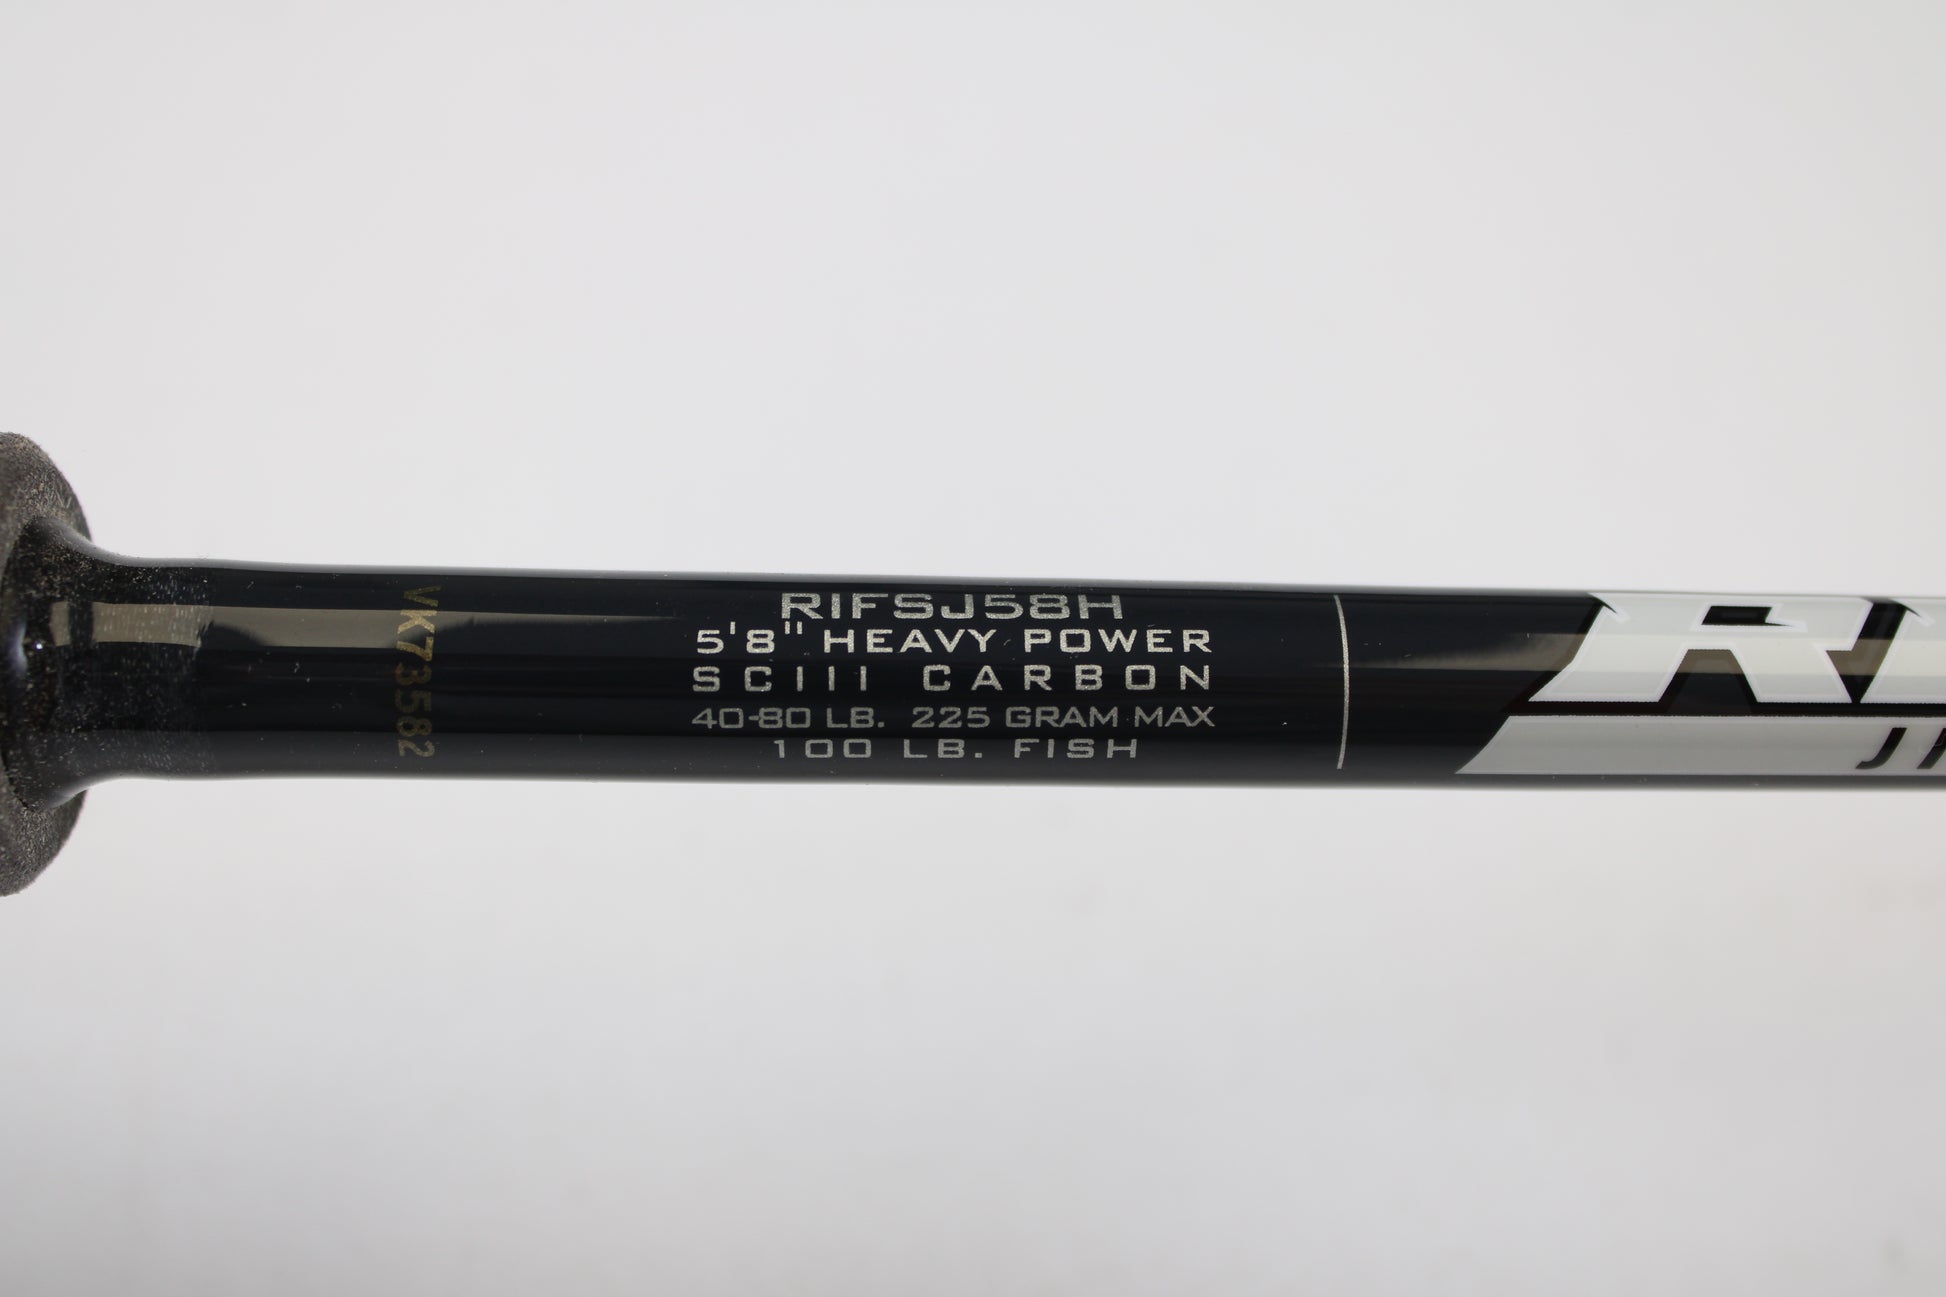 VK73582
RIFSJ58H
5'8" HEAVY POWER
SCIII CARBON
40-80 LB. 225 GRAM MAX
100 LB. FISH